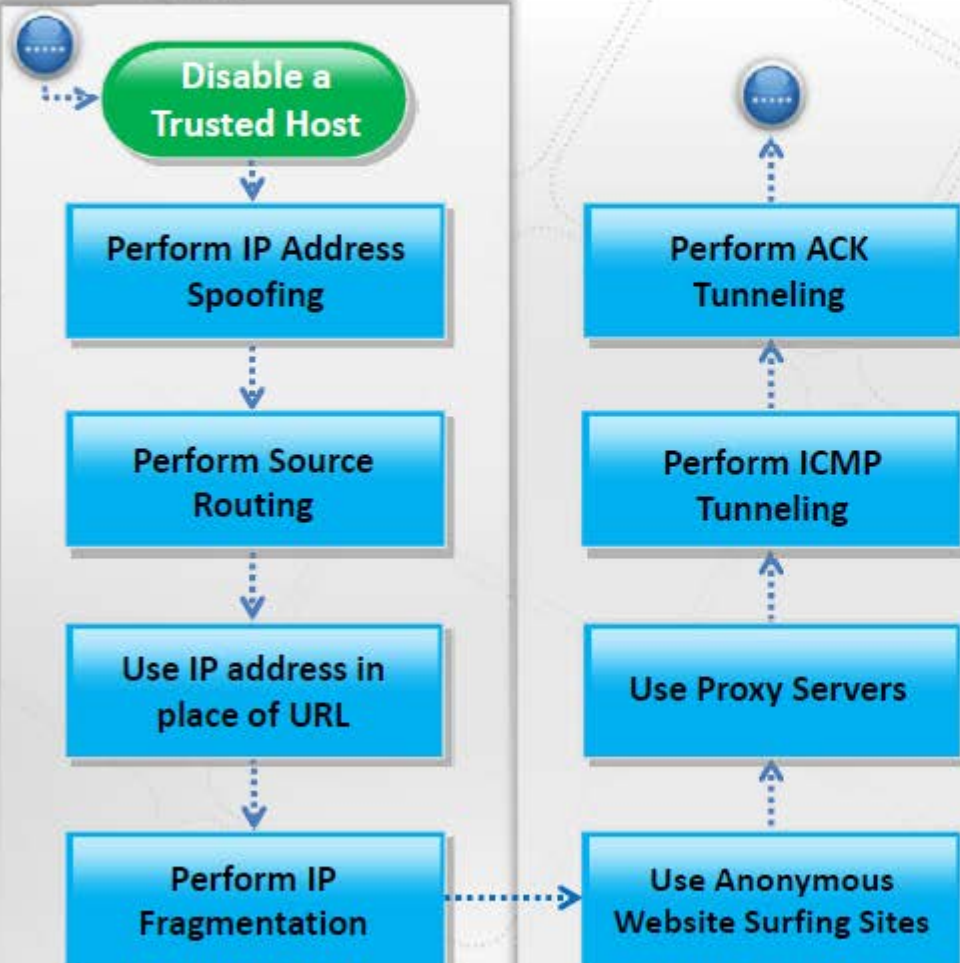 Disable a
Trusted Host
Perform IP Address
Spoofing
Perform Source
Routing
Use IP address in
place of URL
Perform IP
Fragmentation
Use Anonymous
Website Surfing Sites
Use Proxy Servers
Perform ICMP
Tunneling
Perform ACK
Tunneling